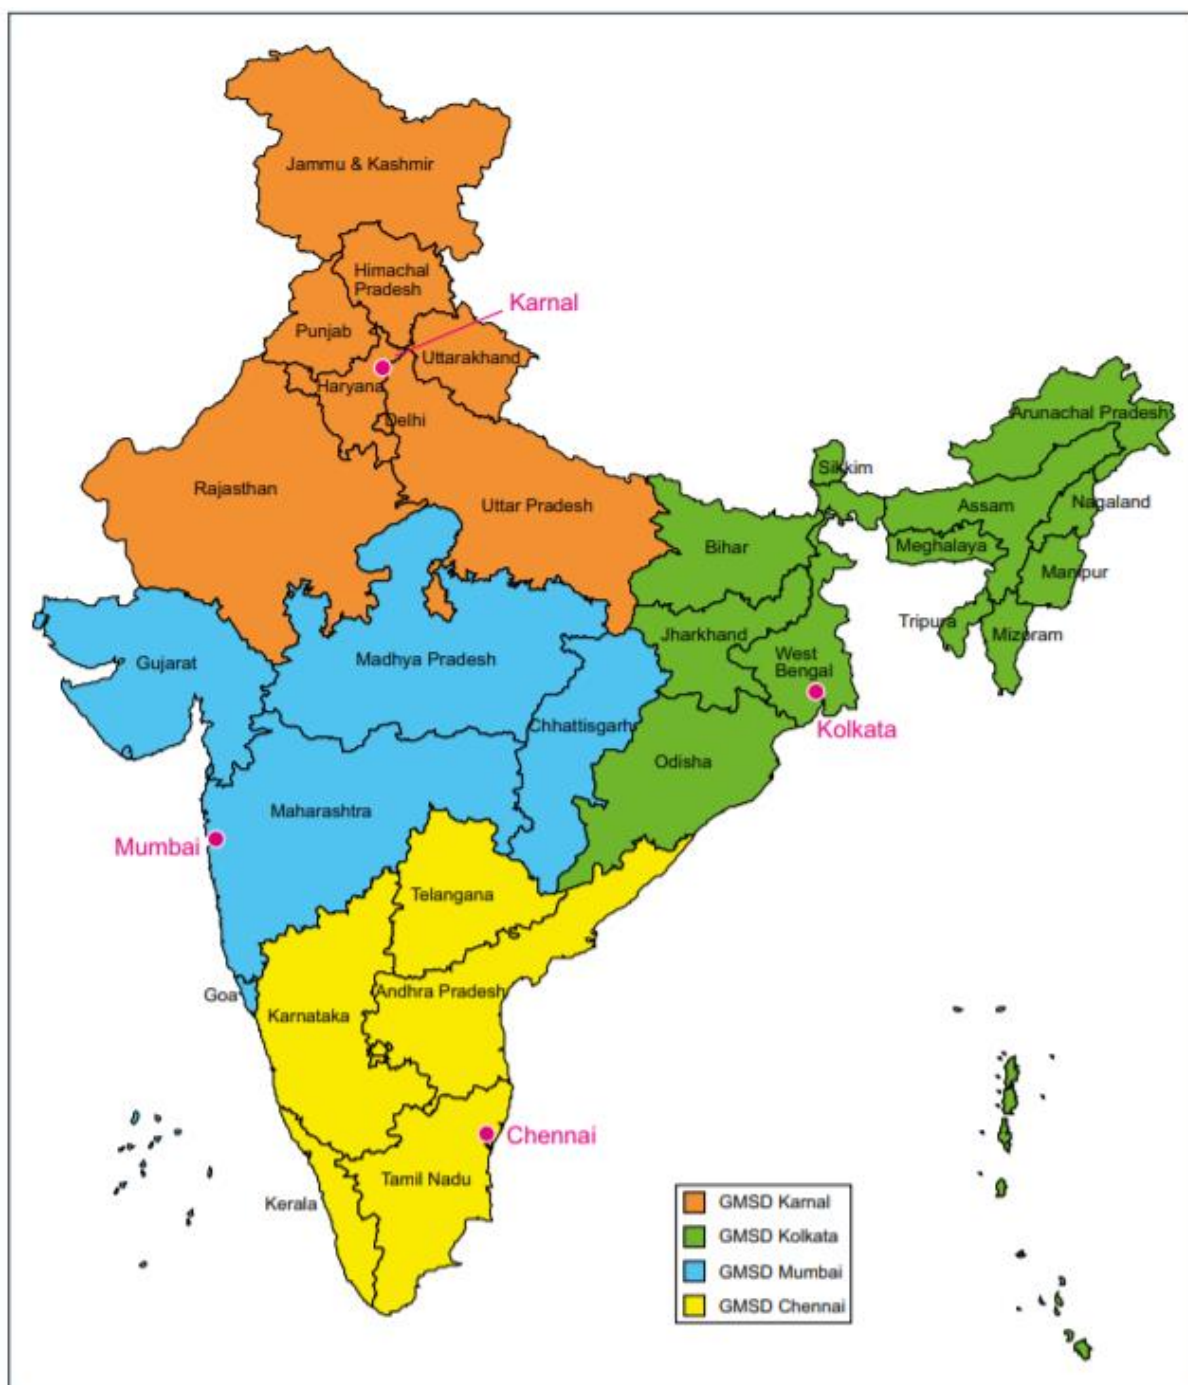 Jammu & Kashmir
Himachal
Pradesh
Karnal
Punjab
Uttarakhand
Haryana
Delhi
Arunachal Pradesh
Sikkim
Rajasthan
Uttar Pradesh
Assam
Nagaland
Bihar
Meghalaya
Manipur
Tripura
Jharkhand
Mizoram
Gujarat
Madhya Pradesh
West
Bengal
Chhattisgarh
Kolkata
Odisha
Maharashtra
Mumbai
Telangana
Goa
Andhra Pradesh
Karnataka
Chennai
Tamil Nadu
Kerala
GMSD Karnal
GMSD Kolkata
GMSD Mumbai
GMSD Chennai